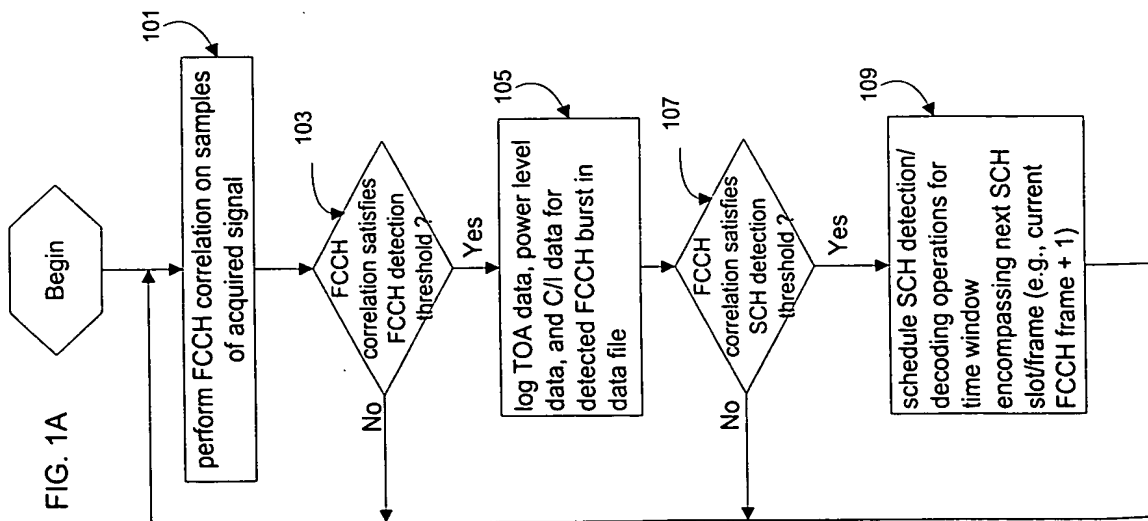 FIG. 1A
Begin
101
perform FCCH correlation on samples
of acquired signal
103
FCCH
correlation satisfies
FCCH detection
threshold ?
No
Yes
105
log TOA data, power level
data, and C/I data for
detected FCCH burst in
data file
107
FCCH
correlation satisfies
SCH detection
threshold ?
No
Yes
109
schedule SCH detection/
decoding operations for
time window
encompassing next SCH
slot/frame (e.g., current
FCCH frame + 1)